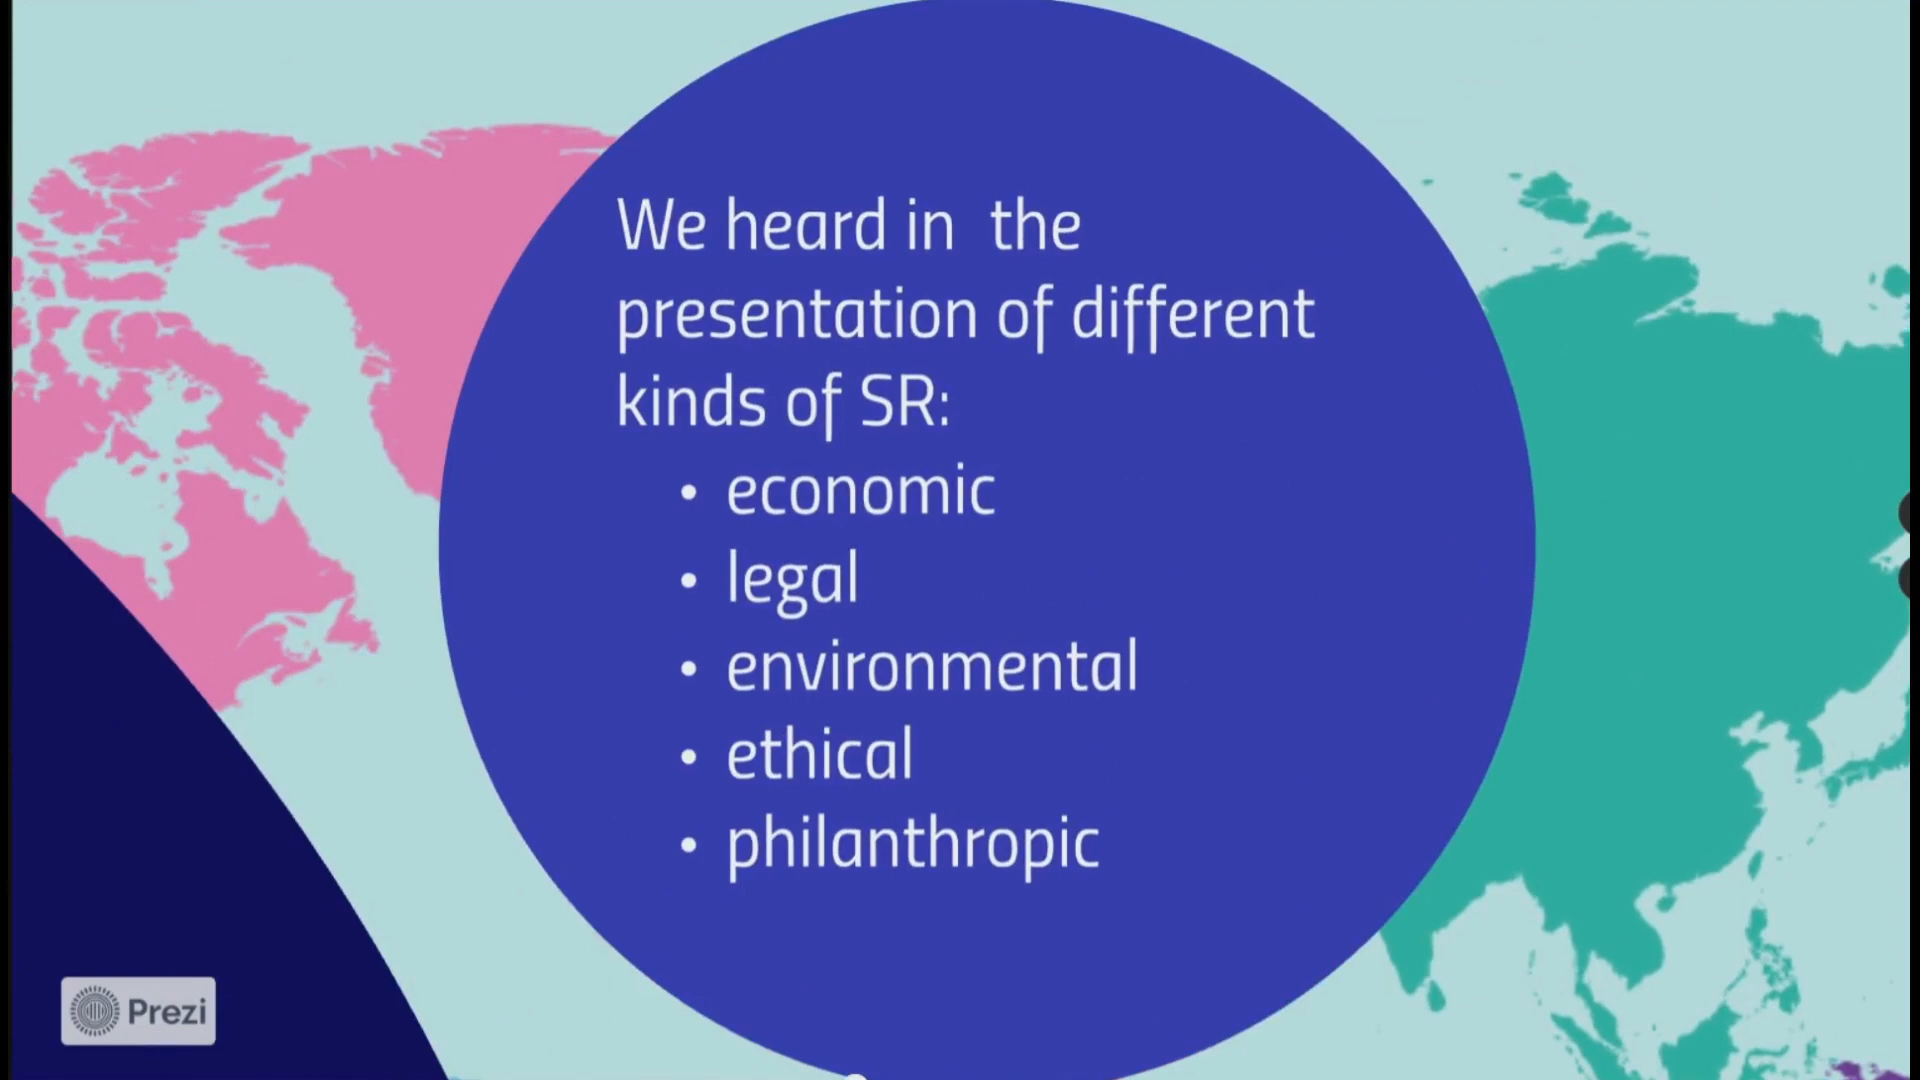 We heard in the
presentation of different
kinds of SR:
• economic
• legal
• environmental
• ethical
• philanthropic
Prezi